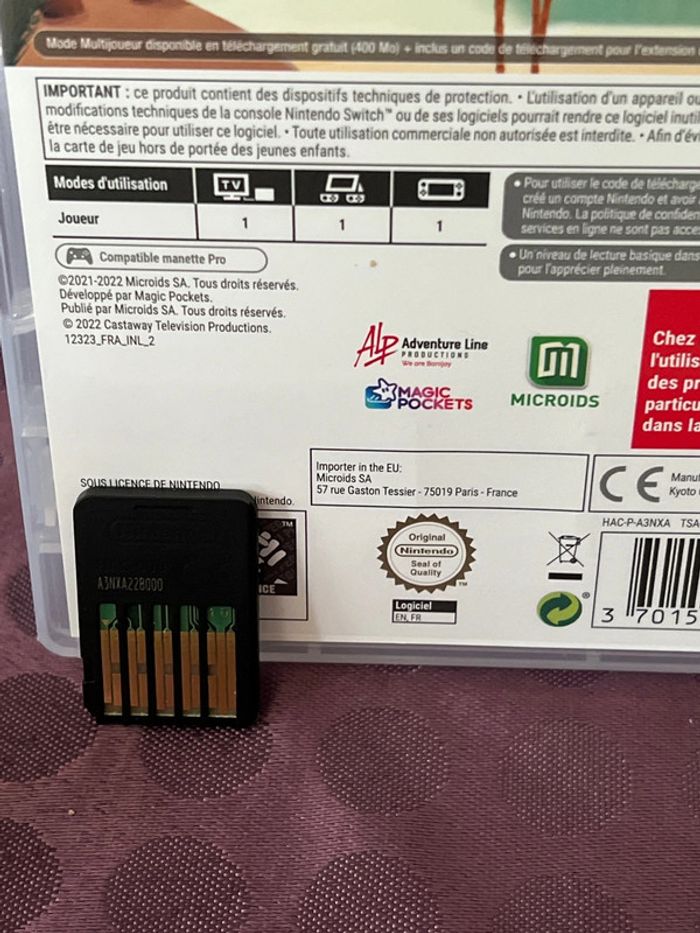 Mode Multijoueur disponible en téléchargement gratuit (400 Mo) + inclus un code de téléchargement pour l'extension
IMPORTANT : ce produit contient des dispositifs techniques de protection. • L'utilisation d'un appareil ou
modifications techniques de la console Nintendo Switch™ ou de ses logiciels pourrait rendre ce logiciel inutil
être nécessaire pour utiliser ce logiciel. • Toute utilisation commerciale non autorisée est interdite. • Afin d'évi
la carte de jeu hors de portée des jeunes enfants.
Modes d'utilisation TV
Joueur 1 1 1
• Pour utiliser le code de télécharg
créé un compte Nintendo et avoir
Nintendo. La politique de confiden
services en ligne ne sont pas acce
• Un niveau de lecture basique dans
pour l'apprécier pleinement.
Compatible manette Pro
©2021-2022 Microids SA. Tous droits réservés.
Développé par Magic Pockets.
Publié par Microids SA. Tous droits réservés.
© 2022 Castaway Television Productions.
12323_FRA_INL_2
ALP Adventure Line
PRODUCTIONS
We are Banijay
MAGIC
POCKETS
MICROIDS
Chez
l'utilis
des pr
particu
dans la
SOUS LICENCE DE NINTENDO
Nintendo.
TM
ICE
A3NXA228000
Importer in the EU:
Microids SA
57 rue Gaston Tessier - 75019 Paris - France
CE Manuf
Kyoto
Original
Nintendo
Seal of
Quality
TM
Logiciel
EN, FR
HAC-P-A3NXA TSA
3 7015